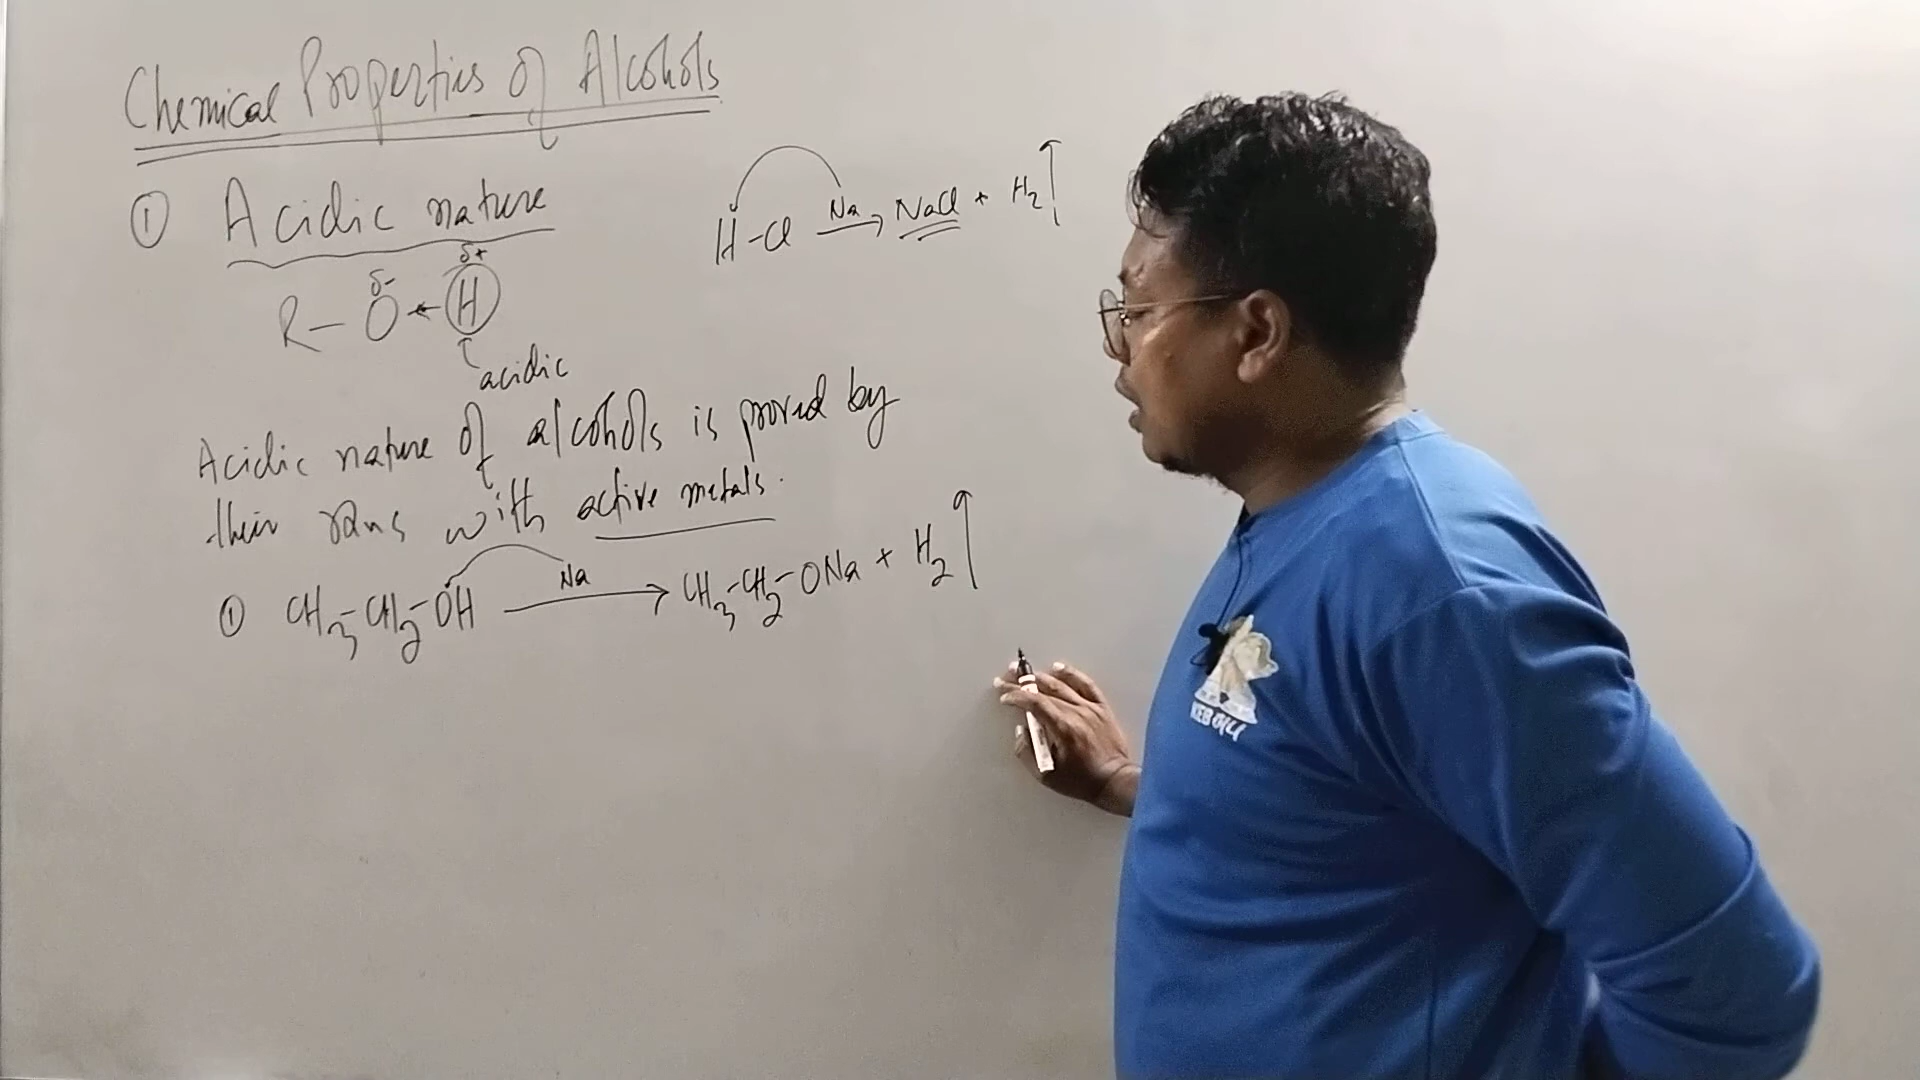 Chemical Properties of Alcohols
① Acidic nature
H-Cl Na→ NaCl + H₂↑
δ- δ+
R-O←H
↑
acidic
Acidic nature of alcohols is proved by
their rxns with active metals.
① CH₃-CH₂-OH Na→ CH₃-CH₂-ONa + H₂↑